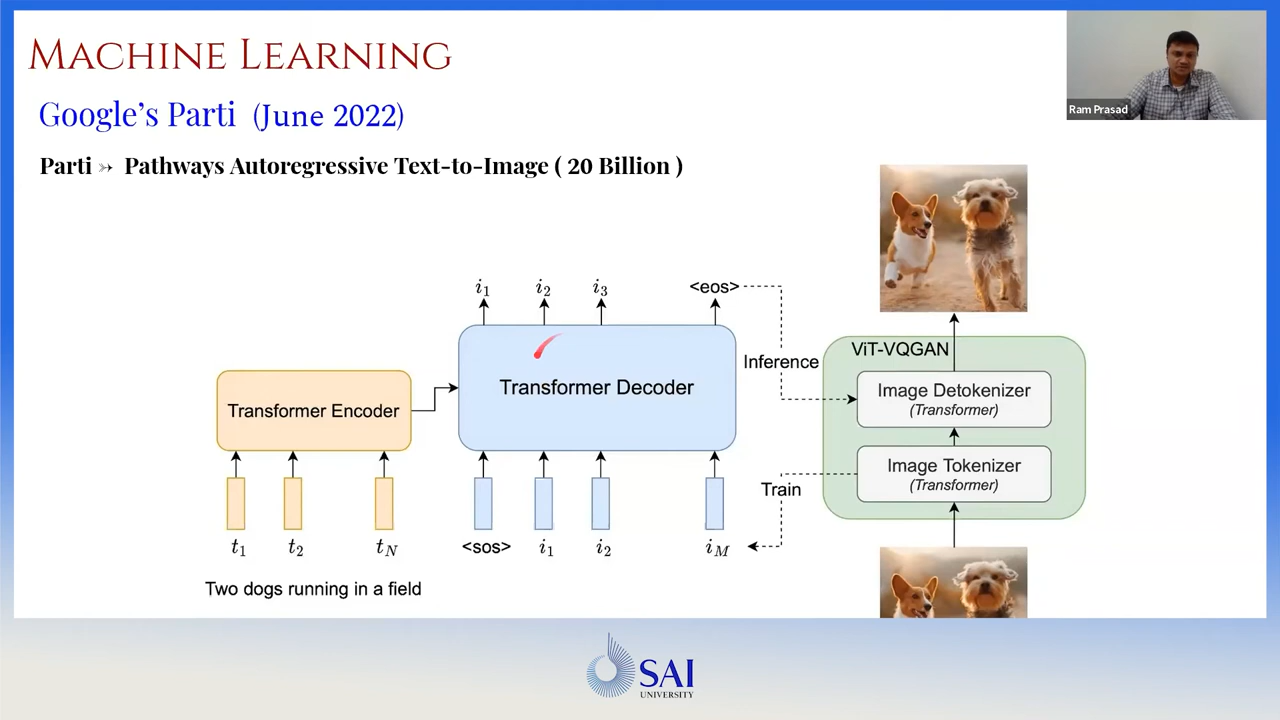 MACHINE LEARNING
Google's Parti (June 2022)
Ram Prasad
Parti ➳ Pathways Autoregressive Text-to-Image ( 20 Billion )
i1 i2 i3 <eos>
ViT-VQGAN
Inference
Transformer Decoder
Image Detokenizer
(Transformer)
Transformer Encoder
Image Tokenizer
(Transformer)
Train
t1 t2 tN <sos> i1 i2 iM
Two dogs running in a field
SAI
UNIVERSITY